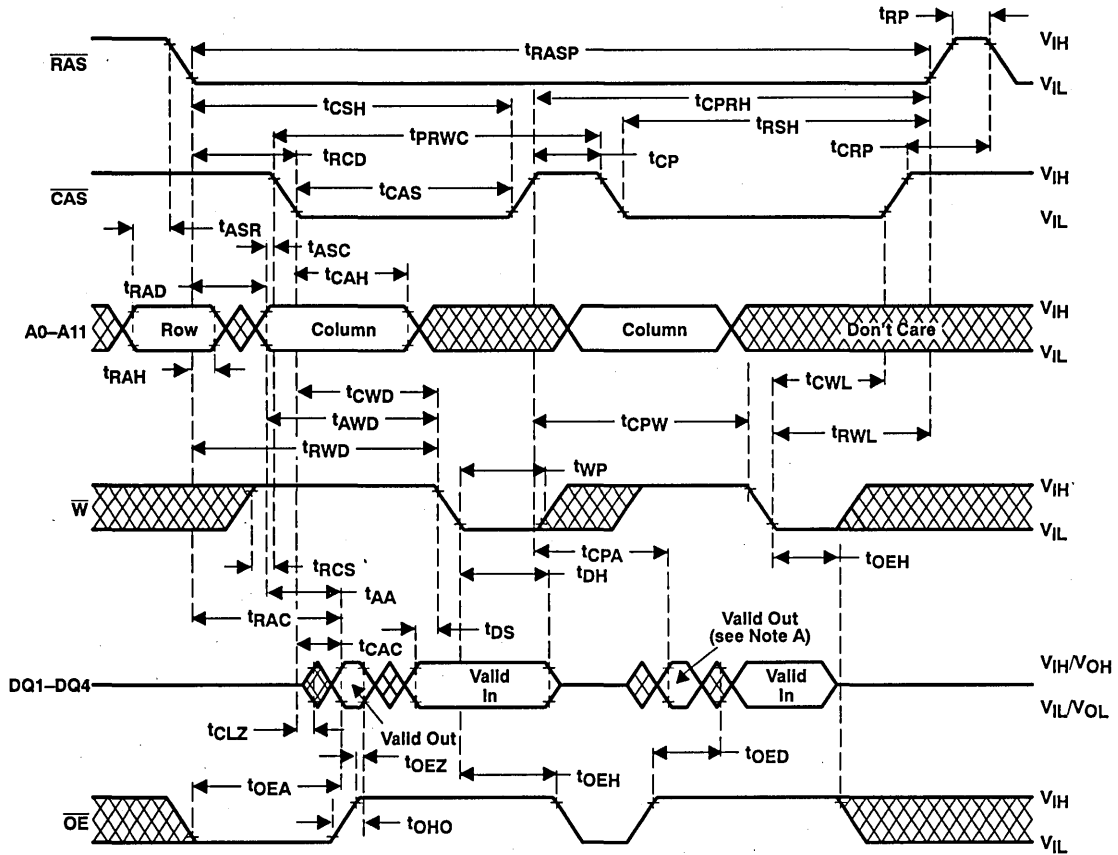 tRP
RAS
tRASP
VIH
VIL
tCSH
tCPRH
tPRWC
tRSH
tRCD
tCP
tCRP
CAS
tCAS
VIH
VIL
tASR
tASC
tRAD
tCAH
A0–A11
Row
Column
Column
Don't Care
VIH
VIL
tRAH
tCWD
tCWL
tAWD
tCPW
tRWD
tRWL
tWP
W
VIH
VIL
tRCS
tCPA
tOEH
tAA
tDH
tRAC
tDS
tCAC
Valid Out
(see Note A)
DQ1–DQ4
Valid
In
Valid
In
VIH/VOH
VIL/VOL
tCLZ
Valid Out
tOEZ
tOEH
tOED
tOEA
OE
tOHO
VIH
VIL